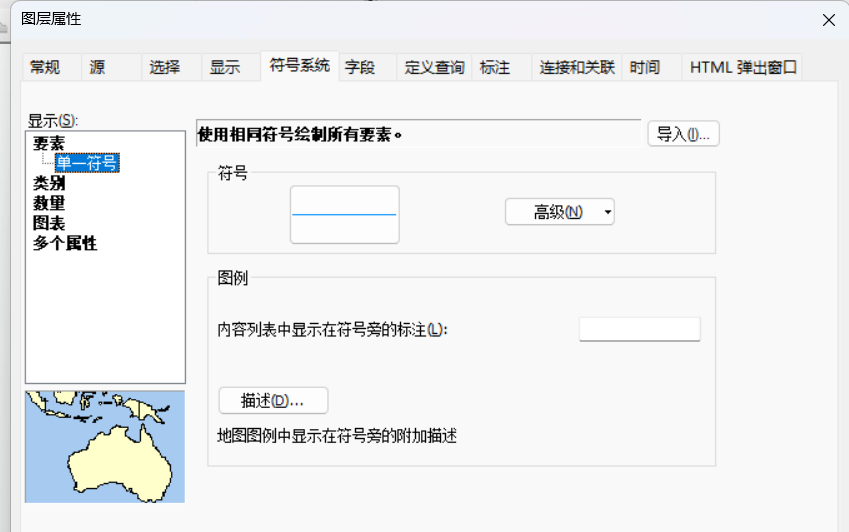 图层属性
常规 源 选择 显示 符号系统 字段 定义查询 标注 连接和关联 时间 HTML 弹出窗口
显示(S):
要素
单一符号
类别
数量
图表
多个属性
使用相同符号绘制所有要素。
导入(I)...
符号
高级(N)
图例
内容列表中显示在符号旁的标注(L):
描述(D)...
地图图例中显示在符号旁的附加描述